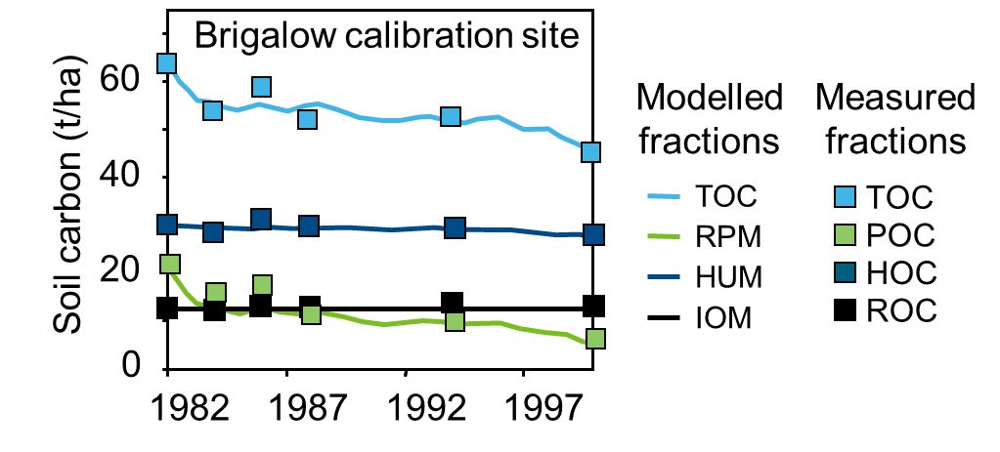 Brigalow calibration site
Soil carbon (t/ha)
60
40
20
0
1982 1987 1992 1997
Modelled fractions
TOC
RPM
HUM
IOM
Measured fractions
TOC
POC
HOC
ROC